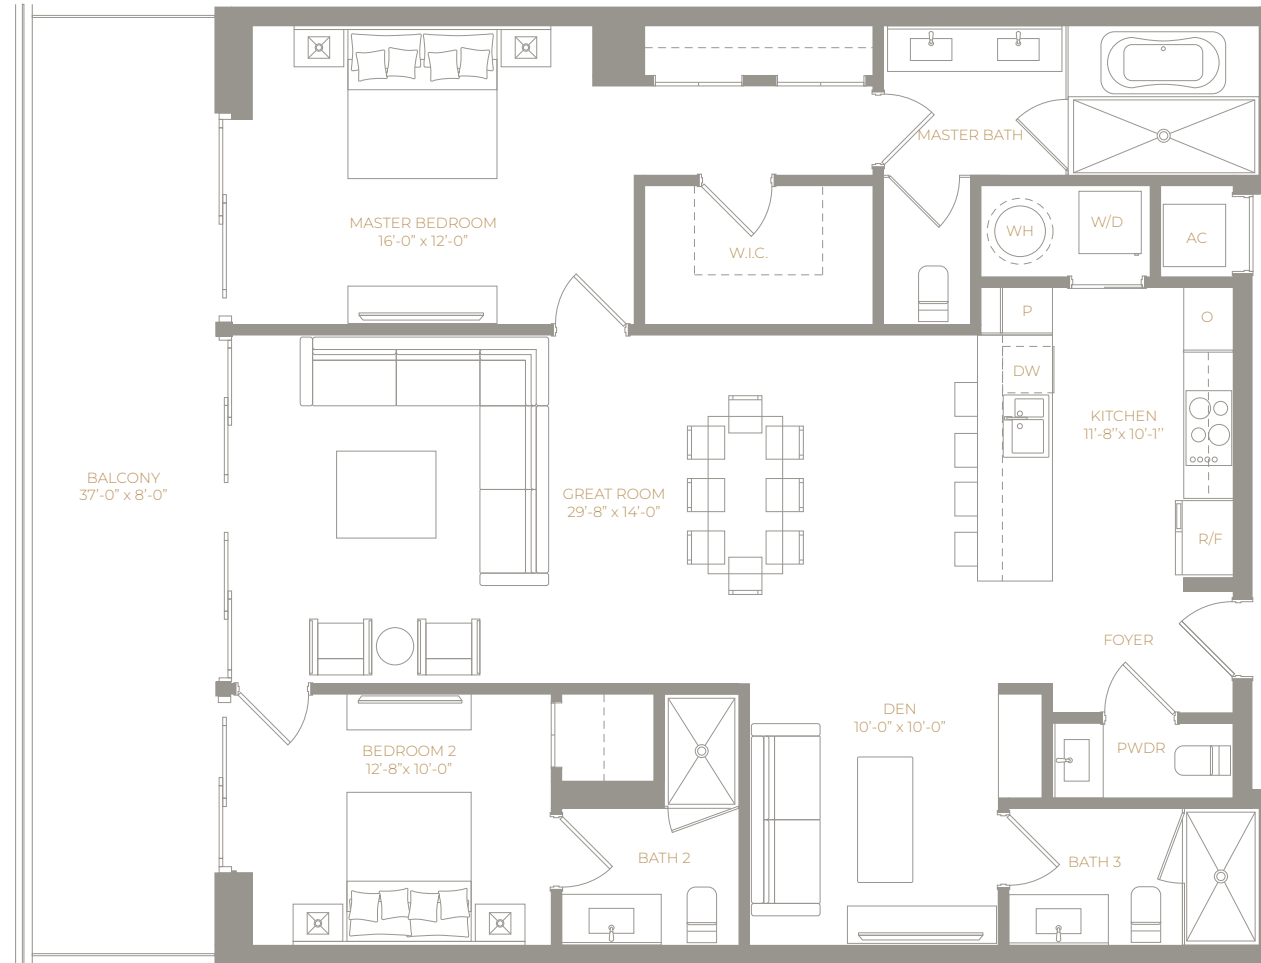 MASTER BATH
MASTER BEDROOM
16'-0” x 12'-0”
W.I.C.
WH
W/D
AC
P
O
DW
KITCHEN
11'-8’’x 10'-1’’
BALCONY
37'-0” x 8'-0”
GREAT ROOM
29'-8” x 14'-0”
R/F
FOYER
DEN
10'-0” x 10'-0”
PWDR
BEDROOM 2
12'-8”x 10'-0”
BATH 2
BATH 3